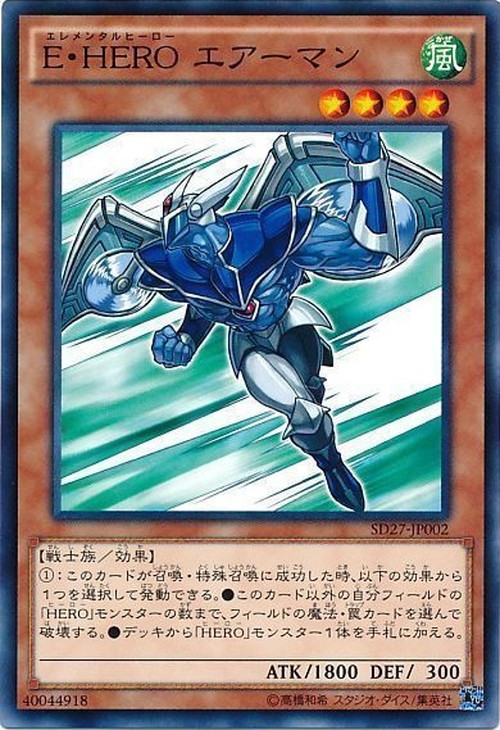 エレメンタルヒーロー
E・HERO エアーマン
かぜ
風
SD27-JP002
【戦士族／効果】
①：このカードが召喚・特殊召喚に成功した時、以下の効果から
１つを選択して発動できる。●このカード以外の自分フィールドの
「HERO」モンスターの数まで、フィールドの魔法・罠カードを選んで
破壊する。●デッキから「HERO」モンスター１体を手札に加える。
ATK/1800 DEF/ 300
40044918
©高橋和希 スタジオ・ダイス/集英社